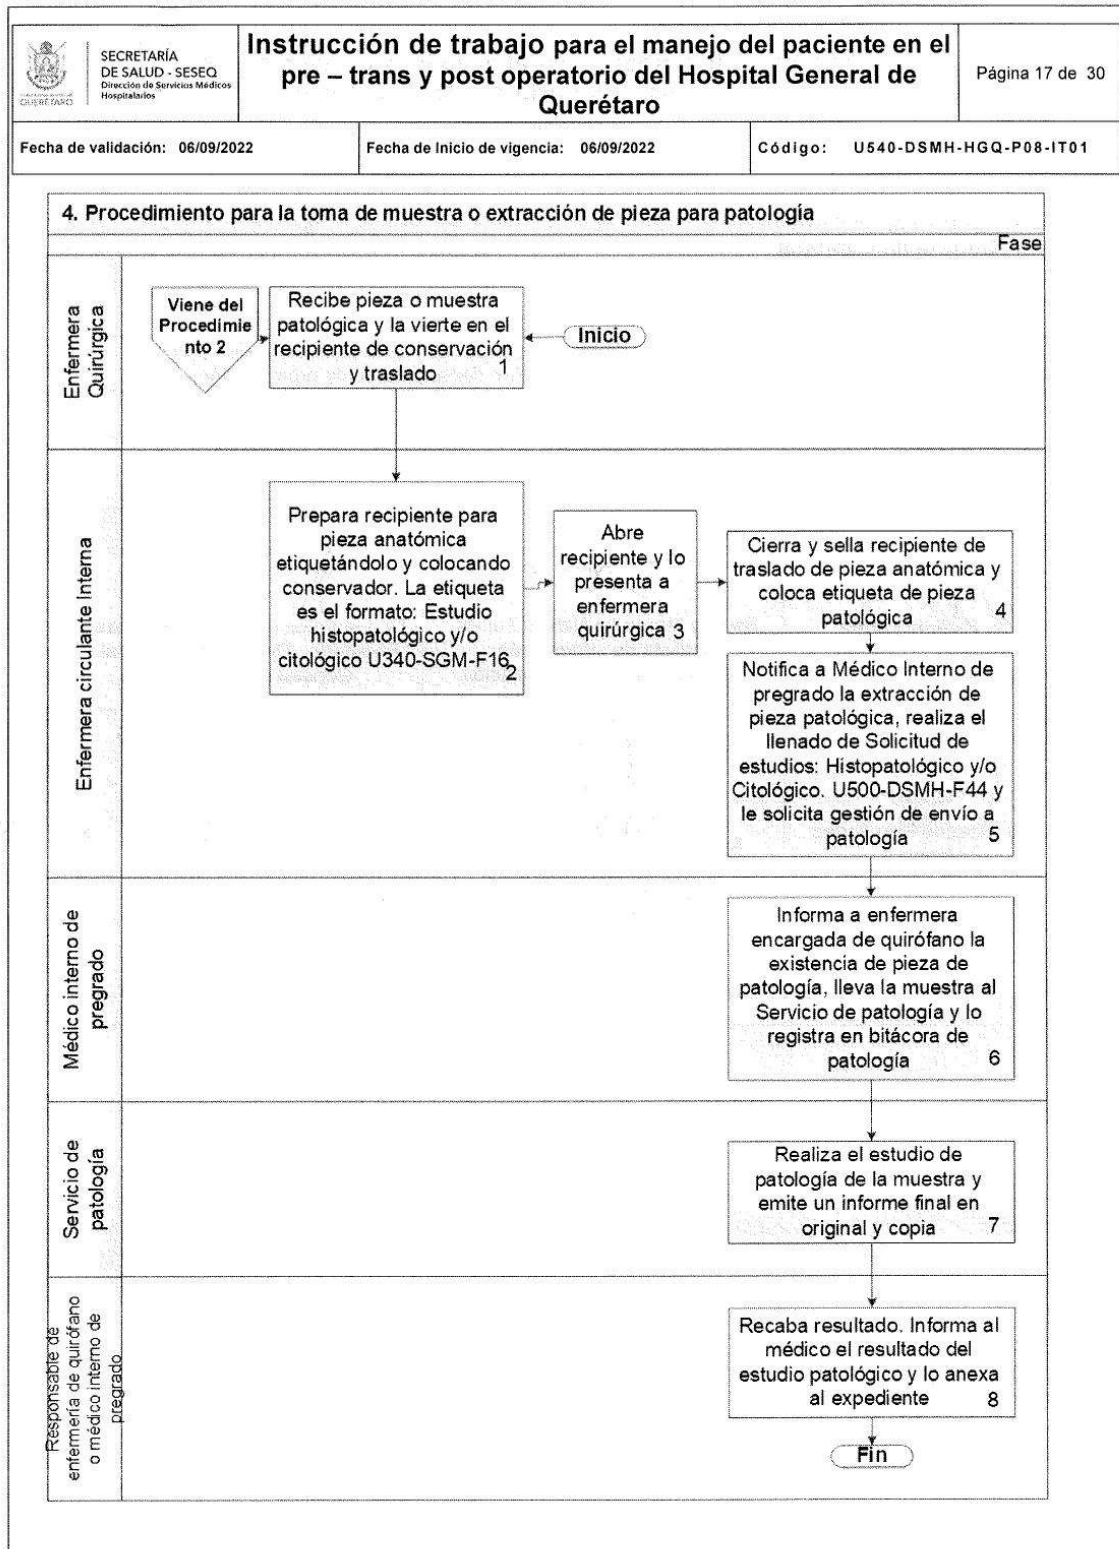 SECRETARÍA
DE SALUD - SESEQ
Dirección de Servicios Médicos
Hospitalarios
QUERÉTARO
Instrucción de trabajo para el manejo del paciente en el
pre – trans y post operatorio del Hospital General de
Querétaro
Página 17 de 30
Fecha de validación: 06/09/2022
Fecha de Inicio de vigencia: 06/09/2022
Código: U540-DSMH-HGQ-P08-IT01
4. Procedimiento para la toma de muestra o extracción de pieza para patología
Fase
Enfermera
Quirúrgica
Viene del
Procedimie
nto 2
Recibe pieza o muestra
patológica y la vierte en el
recipiente de conservación
y traslado 1
Inicio
Enfermera circulante Interna
Prepara recipiente para
pieza anatómica
etiquetándolo y colocando
conservador. La etiqueta
es el formato: Estudio
histopatológico y/o
citológico U340-SGM-F16
2
Abre
recipiente y lo
presenta a
enfermera
quirúrgica 3
Cierra y sella recipiente de
traslado de pieza anatómica y
coloca etiqueta de pieza
patológica 4
Notifica a Médico Interno de
pregrado la extracción de
pieza patológica, realiza el
llenado de Solicitud de
estudios: Histopatológico y/o
Citológico. U500-DSMH-F44 y
le solicita gestión de envío a
patología 5
Médico interno de
pregrado
Informa a enfermera
encargada de quirófano la
existencia de pieza de
patología, lleva la muestra al
Servicio de patología y lo
registra en bitácora de
patología 6
Servicio de
patología
Realiza el estudio de
patología de la muestra y
emite un informe final en
original y copia 7
Responsable de
enfermería de quirófano
o médico interno de
pregrado
Recaba resultado. Informa al
médico el resultado del
estudio patológico y lo anexa
al expediente 8
Fin